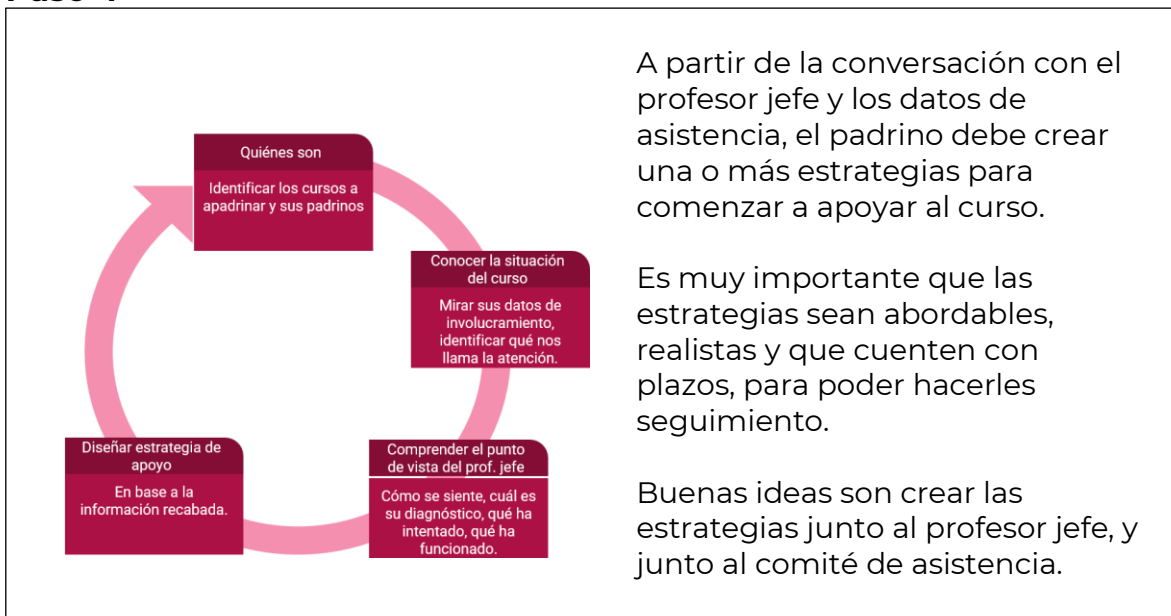 Quiénes son
Identificar los cursos a
apadrinar y sus padrinos
Conocer la situación
del curso
Mirar sus datos de
involucramiento,
identificar qué nos
llama la atención.
Comprender el punto
de vista del prof. jefe
Cómo se siente, cuál es
su diagnóstico, qué ha
intentado, qué ha
funcionado.
Diseñar estrategia de
apoyo
En base a la
información recabada.
A partir de la conversación con el
profesor jefe y los datos de
asistencia, el padrino debe crear
una o más estrategias para
comenzar a apoyar al curso.
Es muy importante que las
estrategias sean abordables,
realistas y que cuenten con
plazos, para poder hacerles
seguimiento.
Buenas ideas son crear las
estrategias junto al profesor jefe, y
junto al comité de asistencia.